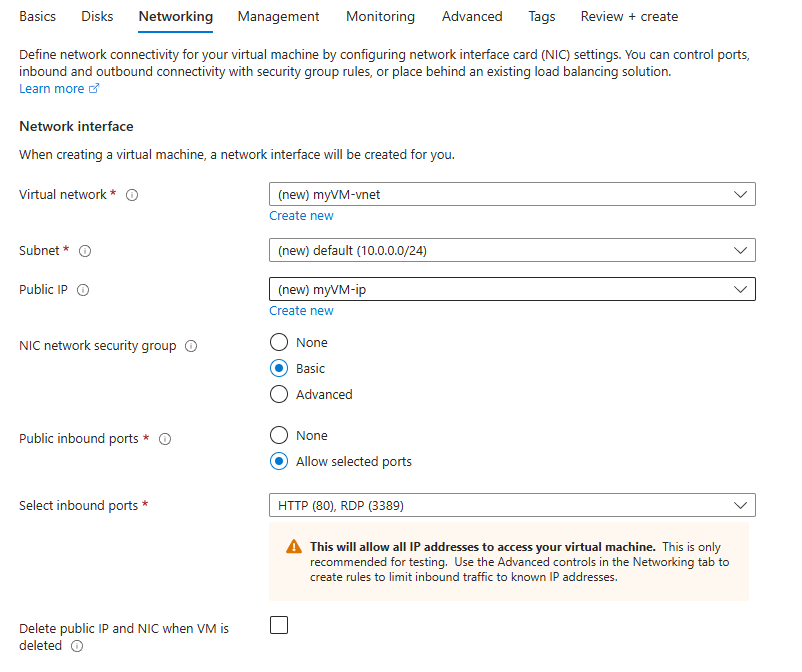 Basics Disks Networking Management Monitoring Advanced Tags Review + create
Define network connectivity for your virtual machine by configuring network interface card (NIC) settings. You can control ports,
inbound and outbound connectivity with security group rules, or place behind an existing load balancing solution.
Learn more
Network interface
When creating a virtual machine, a network interface will be created for you.
Virtual network *
(new) myVM-vnet
Create new
Subnet *
(new) default (10.0.0.0/24)
Public IP
(new) myVM-ip
Create new
NIC network security group
None
Basic
Advanced
Public inbound ports *
None
Allow selected ports
Select inbound ports *
HTTP (80), RDP (3389)
This will allow all IP addresses to access your virtual machine. This is only
recommended for testing. Use the Advanced controls in the Networking tab to
create rules to limit inbound traffic to known IP addresses.
Delete public IP and NIC when VM is
deleted